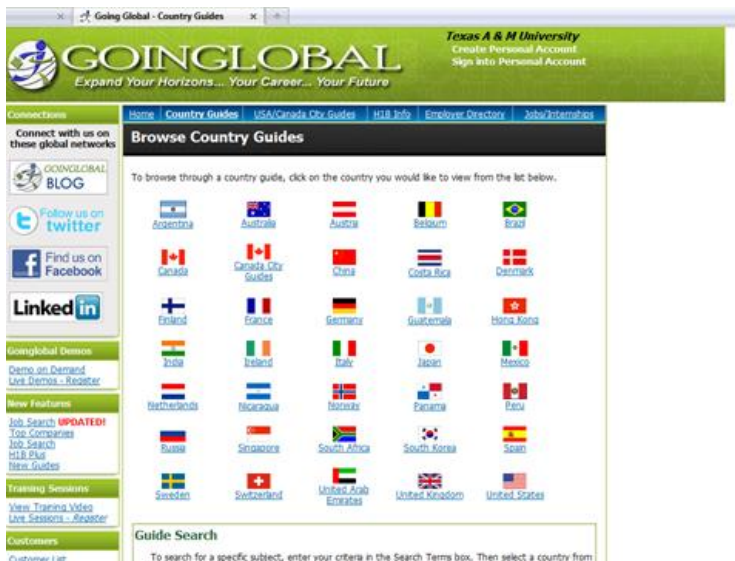 Going Global - Country Guides
GOINGLOBAL
Expand Your Horizons... Your Career... Your Future
Texas A & M University
Create Personal Account
Sign into Personal Account
Connections
Connect with us on
these global networks
GOINGLOBAL
BLOG
Follow us on
twitter
Find us on
Facebook
Linked in
Goinglobal Demos
Demo on Demand
Live Demos - Register
New Features
Job Search UPDATED!
Top Companies
Job Search
H1B Plus
New Guides
Training Sessions
View Training Video
Live Sessions - Register
Customers
Customer List
Home Country Guides USA/Canada City Guides H1B Info Employer Directory Jobs/Internships
Browse Country Guides
To browse through a country guide, click on the country you would like to view from the list below.
Argentina Australia Austria Belgium Brazil
Canada Canada City Guides China Costa Rica Denmark
Finland France Germany Guatemala Hong Kong
India Ireland Italy Japan Mexico
Netherlands Nicaragua Norway Panama Peru
Russia Singapore South Africa South Korea Spain
Sweden Switzerland United Arab Emirates United Kingdom United States
Guide Search
To search for a specific subject, enter your criteria in the Search Terms box. Then select a country from